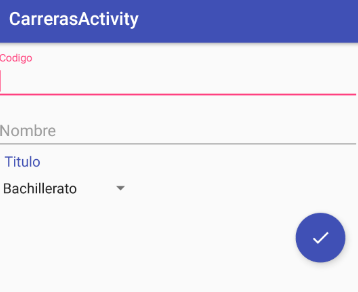 CarrerasActivity
Codigo
Nombre
Titulo
Bachillerato